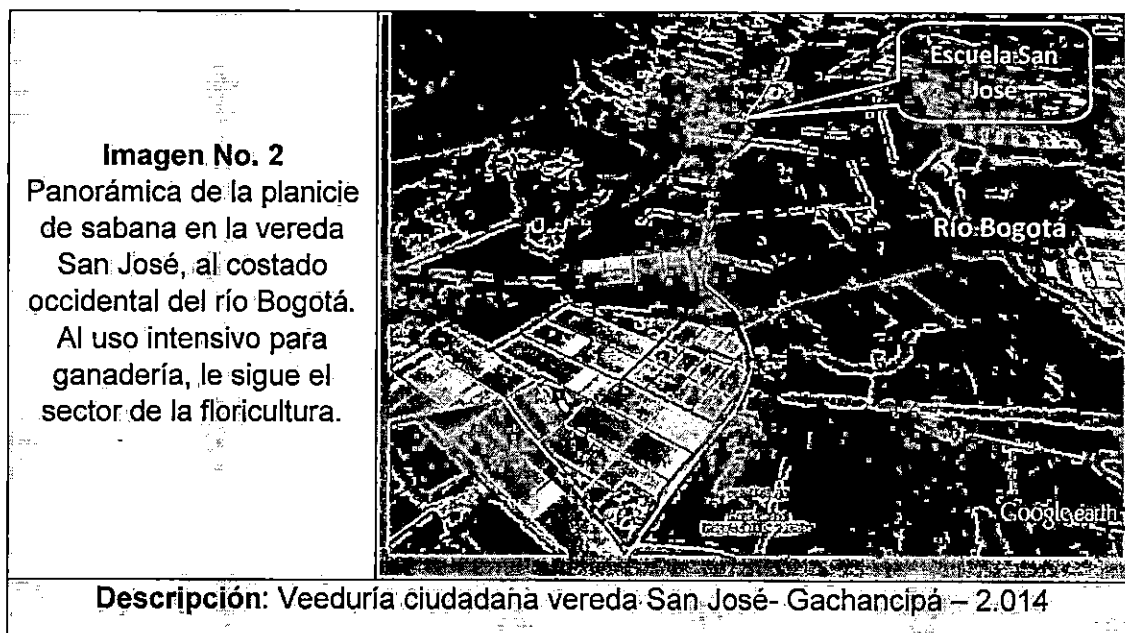 Imagen No. 2
Panorámica de la planicie
de sabana en la vereda
San José, al costado
occidental del río Bogotá.
Al uso intensivo para
ganadería, le sigue el
sector de la floricultura.
Escuela San
José
Río Bogotá
Google earth
Descripción: Veeduría ciudadana vereda San José- Gachancipá – 2.014